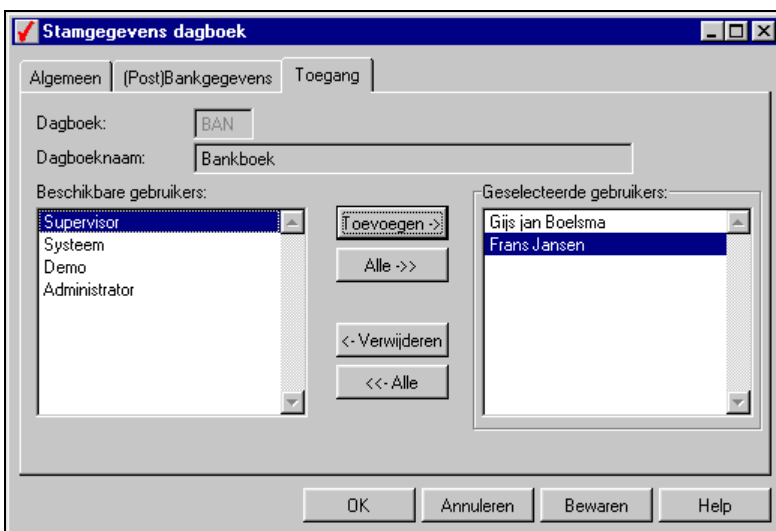 Stamgegevens dagboek
Algemeen (Post)Bankgegevens Toegang
Dagboek: BAN
Dagboeknaam: Bankboek
Beschikbare gebruikers:
Supervisor
Systeem
Demo
Administrator
Toevoegen ->
Alle ->>
<- Verwijderen
<<- Alle
Geselecteerde gebruikers:
Gijs jan Boelsma
Frans Jansen
OK Annuleren Bewaren Help